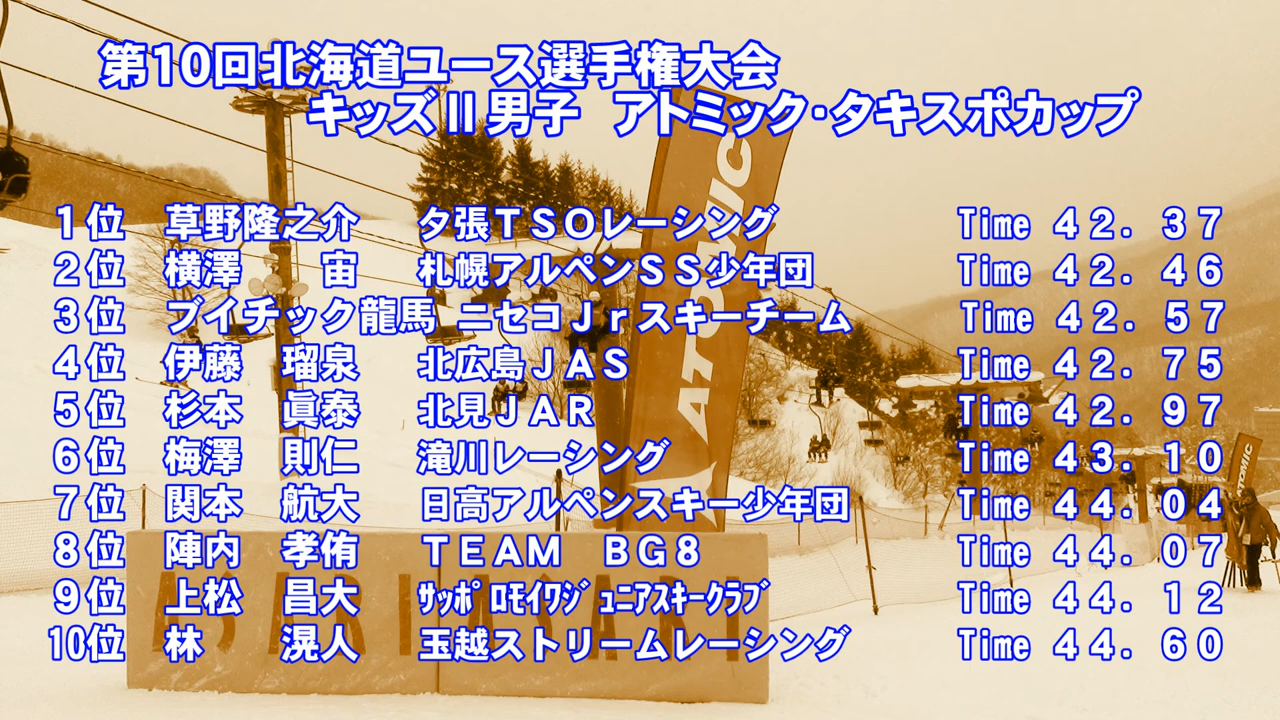 第10回北海道ユース選手権大会
キッズⅡ男子　アトミック・タキスポカップ
１位　草野隆之介　夕張ＴＳＯレーシング　Time ４２．３７
２位　横澤　　宙　札幌アルペンＳＳ少年団　Time ４２．４６
３位　ブイチック龍馬 ニセコＪｒスキーチーム　Time ４２．５７
４位　伊藤　瑠泉　北広島ＪＡＳ　Time ４２．７５
５位　杉本　眞泰　北見ＪＡＲ　Time ４２．９７
６位　梅澤　則仁　滝川レーシング　Time ４３．１０
７位　関本　航大　日高アルペンスキー少年団　Time ４４．０４
８位　陣内　孝侑　ＴＥＡＭ　ＢＧ８　Time ４４．０７
９位　上松　昌大　ｻｯﾎﾟﾛﾓｲﾜｼﾞｭﾆｱｽｷｰｸﾗﾌﾞ　Time ４４．１２
10位　林　　滉人　玉越ストリームレーシング　Time ４４．６０
ATOMIC
ATOMIC
ATOMIC
ASARI ASARI